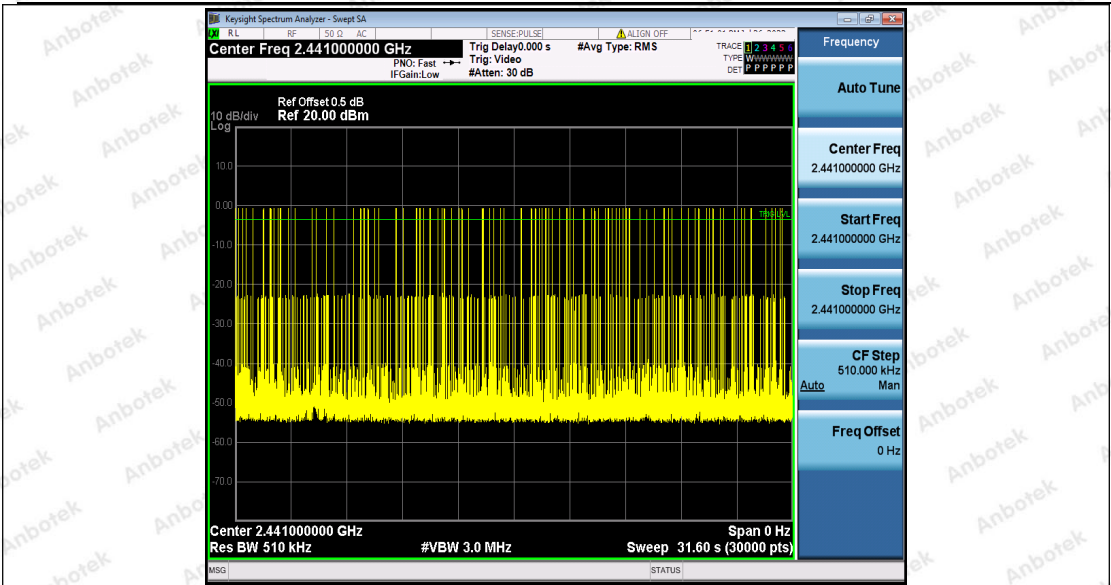 Keysight Spectrum Analyzer - Swept SA
RL RF 50 Ω AC SENSE:PULSE ALIGN OFF
Center Freq 2.441000000 GHz
PNO: Fast
IFGain:Low
Trig Delay0.000 s
Trig: Video
#Atten: 30 dB
#Avg Type: RMS
TRACE 1 2 3 4 5 6
TYPE WWWWWW
DET P P P P P P
Ref Offset 0.5 dB
10 dB/div Ref 20.00 dBm
Log
10.0
0.00
TRIG LVL
-10.0
-20.0
-30.0
-40.0
-50.0
-60.0
-70.0
Center 2.441000000 GHz Span 0 Hz
Res BW 510 kHz #VBW 3.0 MHz Sweep 31.60 s (30000 pts)
MSG STATUS
Frequency
Auto Tune
Center Freq
2.441000000 GHz
Start Freq
2.441000000 GHz
Stop Freq
2.441000000 GHz
CF Step
510.000 kHz
Auto Man
Freq Offset
0 Hz
Anbotek